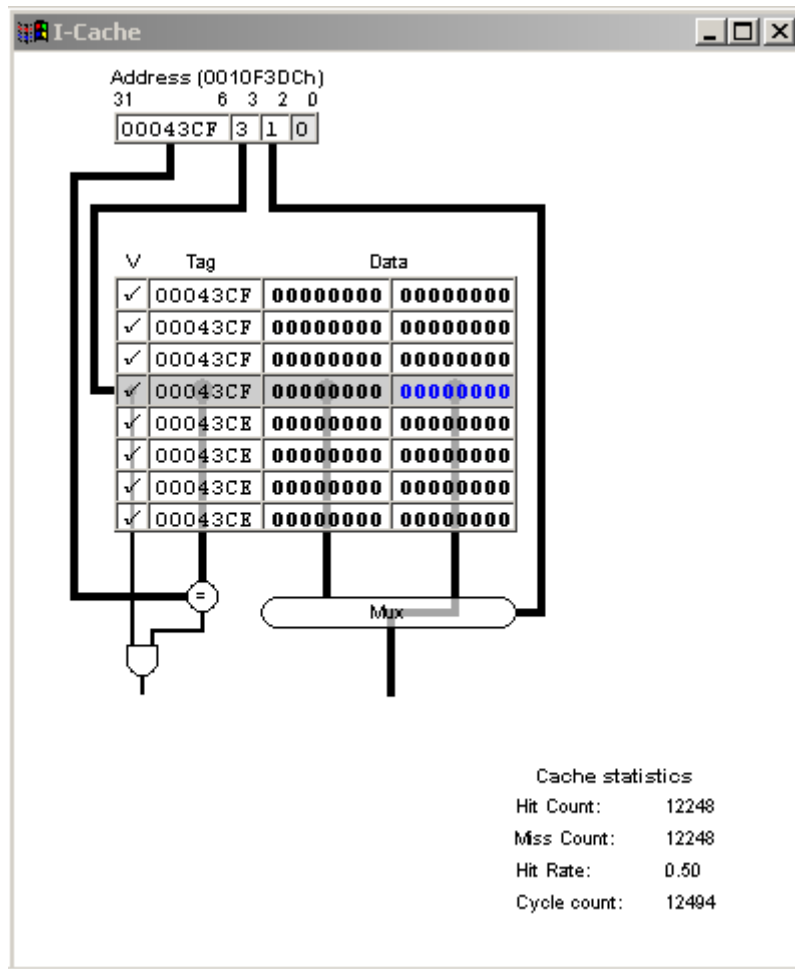 I-Cache
Address (0010F3DCh)
31 6 3 2 0
00043CF 3 1 0
V Tag Data
✓ 00043CF 00000000 00000000
✓ 00043CF 00000000 00000000
✓ 00043CF 00000000 00000000
✓ 00043CF 00000000 00000000
✓ 00043CE 00000000 00000000
✓ 00043CE 00000000 00000000
✓ 00043CE 00000000 00000000
✓ 00043CE 00000000 00000000
=
Mux
Cache statistics
Hit Count: 12248
Miss Count: 12248
Hit Rate: 0.50
Cycle count: 12494